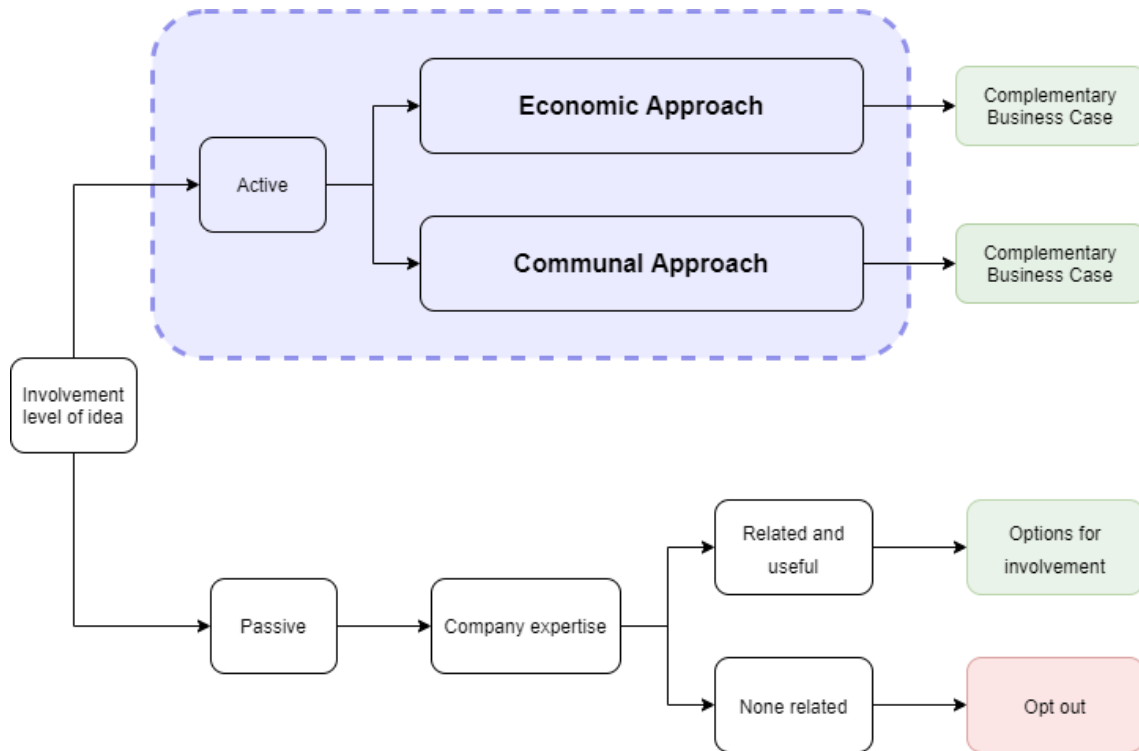 Economic Approach
Complementary
Business Case
Active
Communal Approach
Complementary
Business Case
Involvement
level of idea
Related and
useful
Options for
involvement
Passive
Company expertise
None related
Opt out